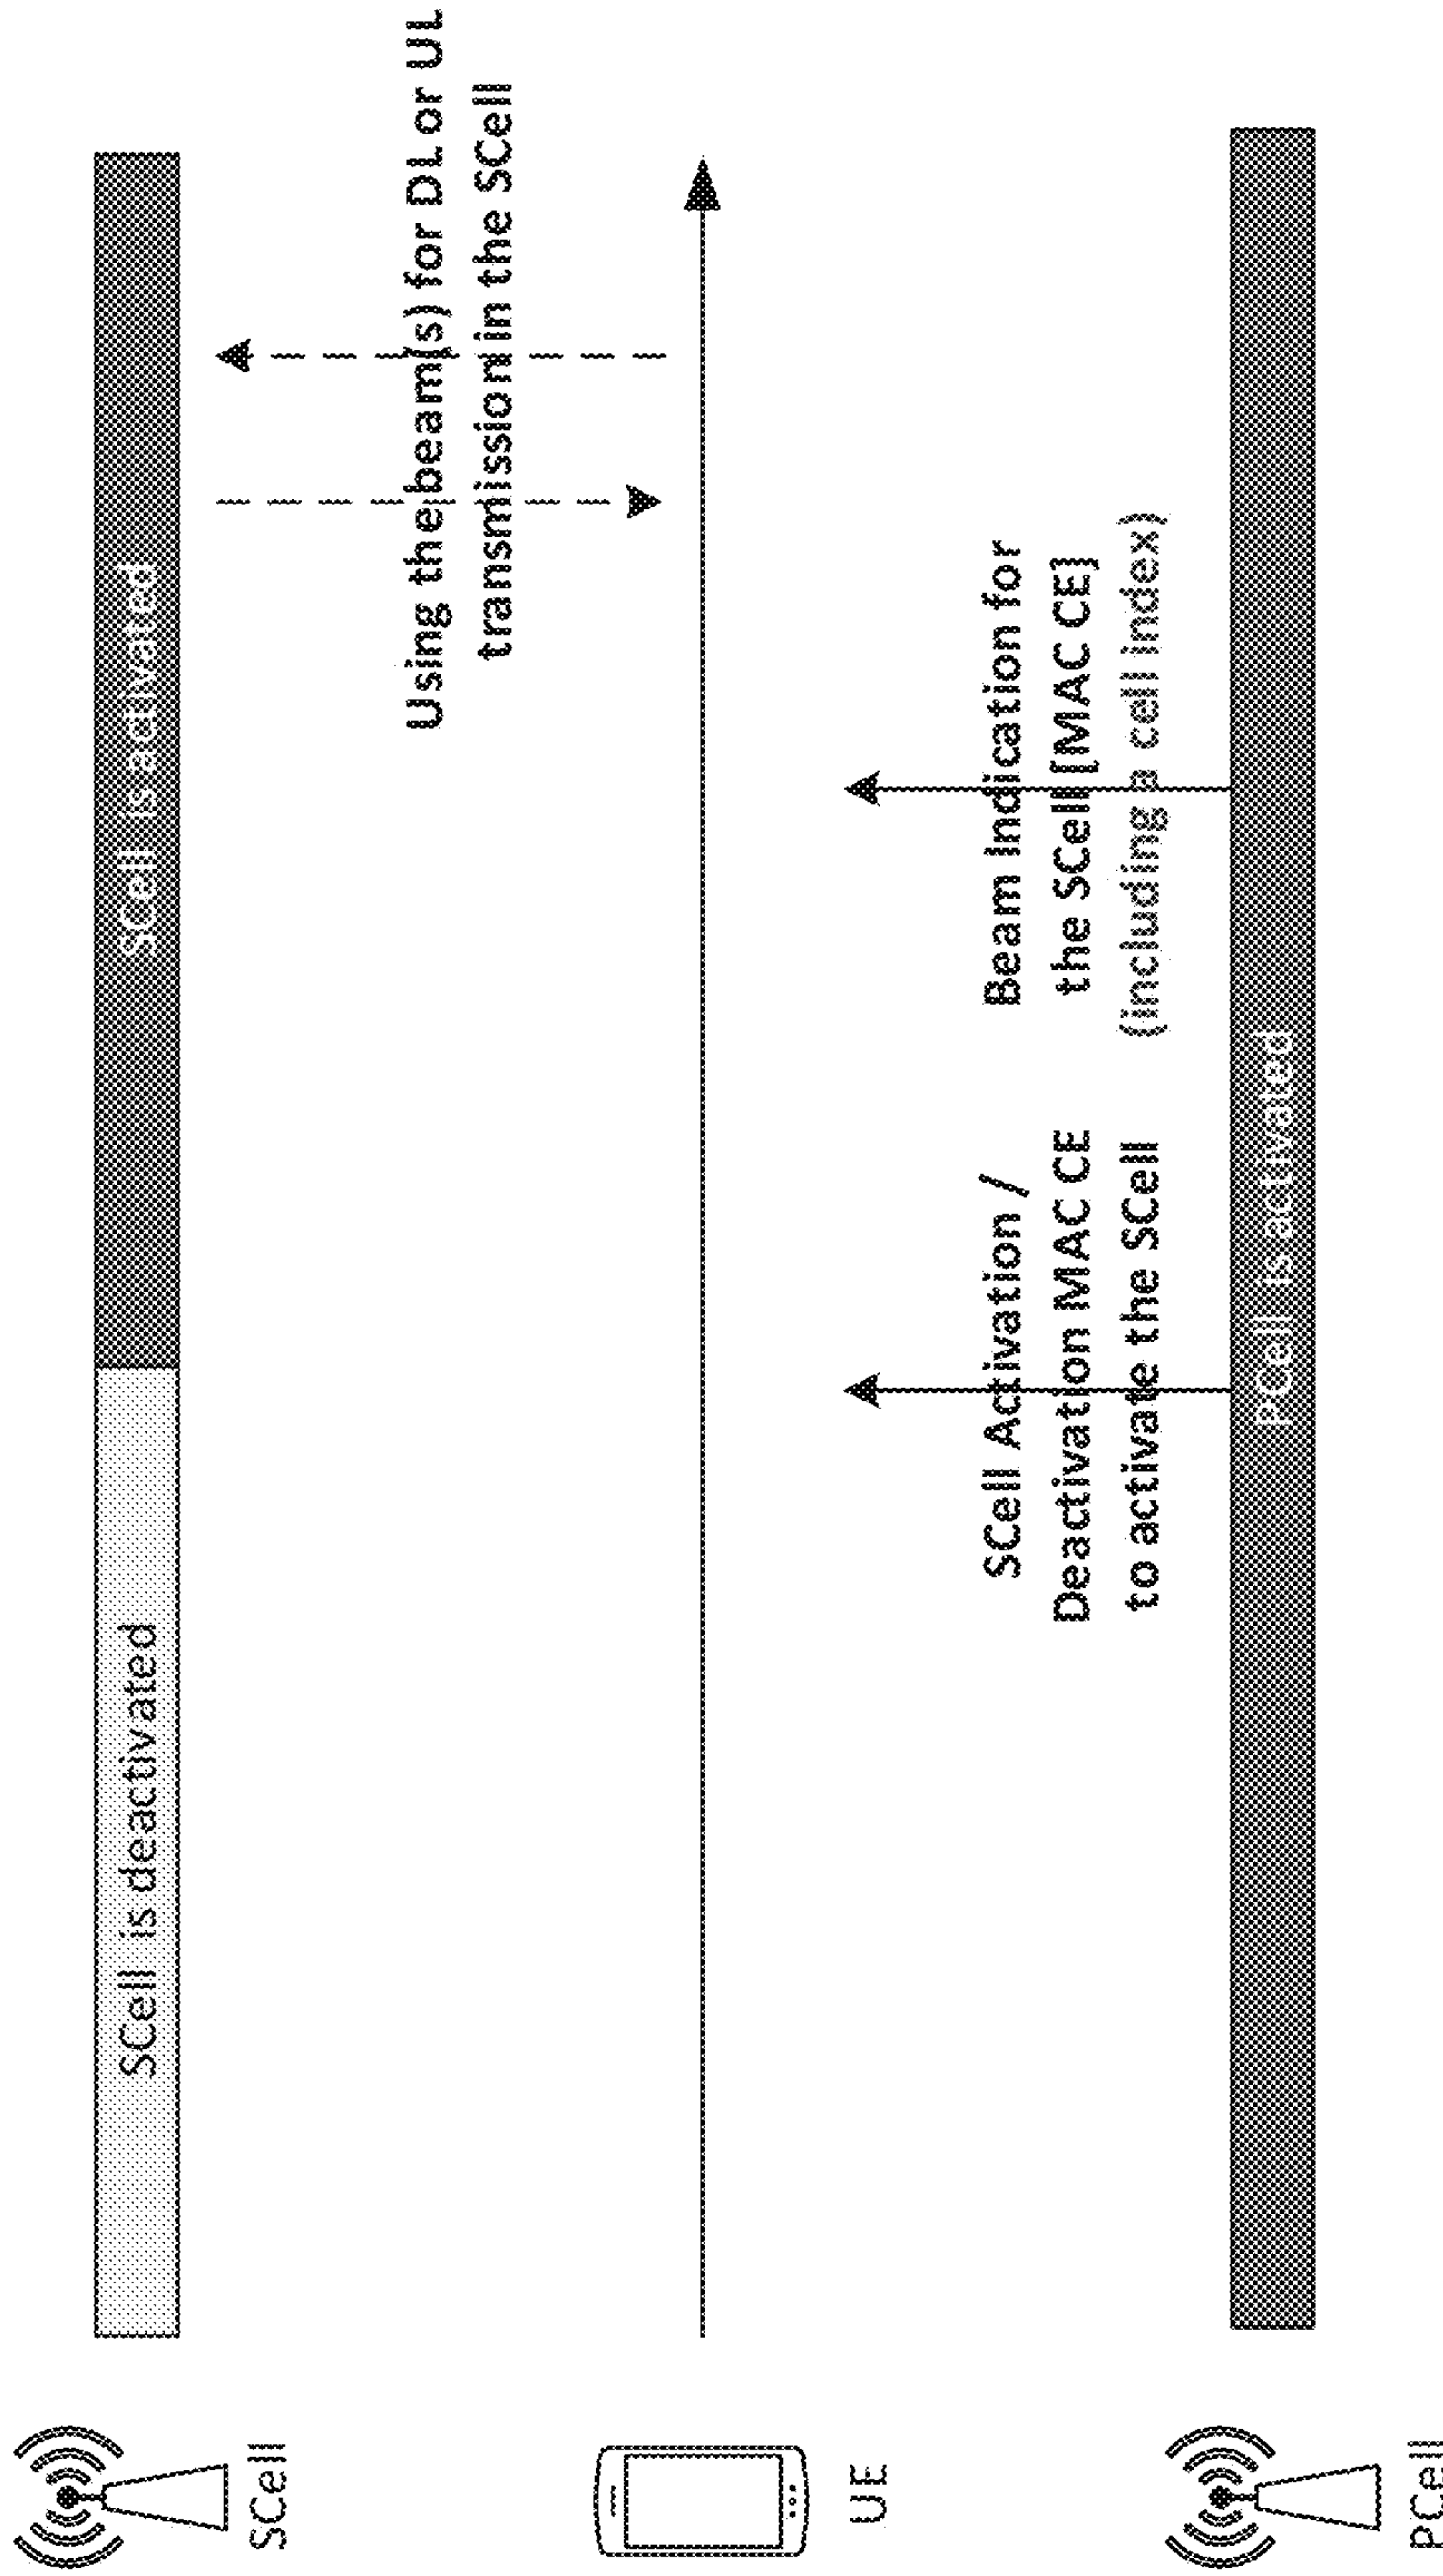 SCell
SCell is deactivated
SCell is activated
Using the beam(s) for DL or UL
transmission in the SCell
UE
SCell Activation /
Deactivation MAC CE
to activate the SCell
Beam Indication for
the SCell [MAC CE]
(including a cell index)
PCell
PCell is activated